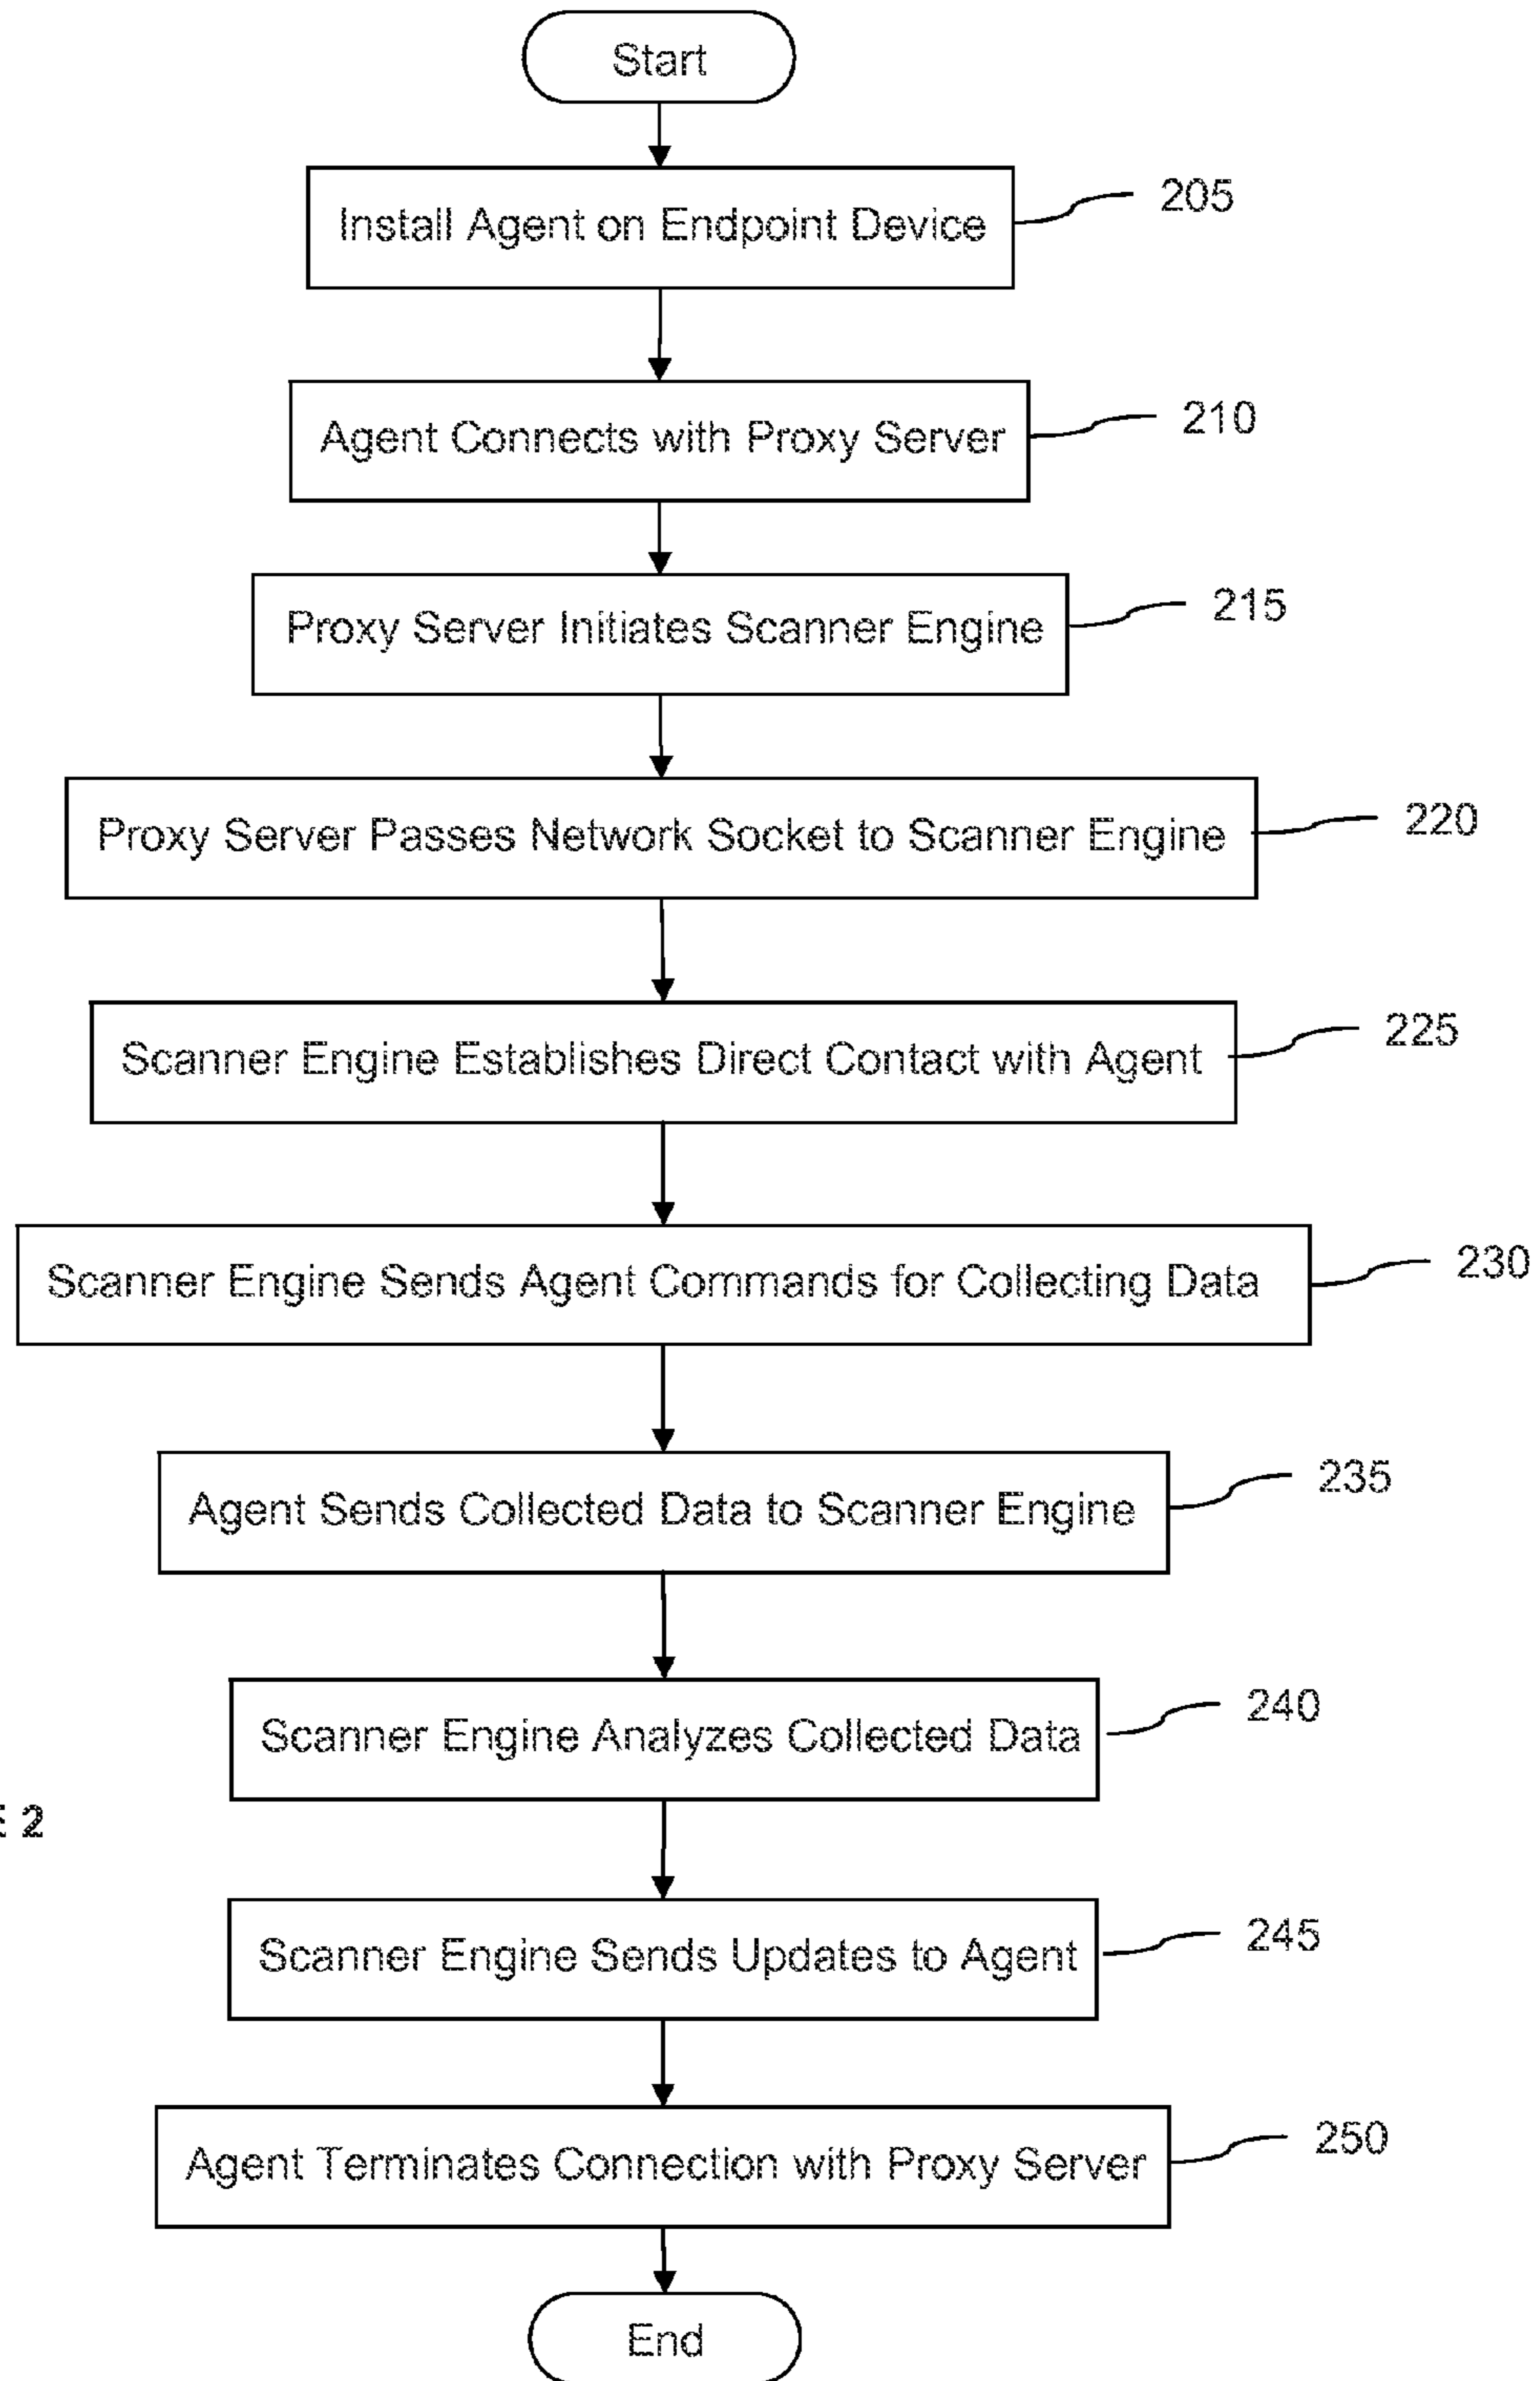 Start
Install Agent on Endpoint Device
205
Agent Connects with Proxy Server
210
Proxy Server Initiates Scanner Engine
215
Proxy Server Passes Network Socket to Scanner Engine
220
Scanner Engine Establishes Direct Contact with Agent
225
Scanner Engine Sends Agent Commands for Collecting Data
230
Agent Sends Collected Data to Scanner Engine
235
Scanner Engine Analyzes Collected Data
240
2
Scanner Engine Sends Updates to Agent
245
Agent Terminates Connection with Proxy Server
250
End